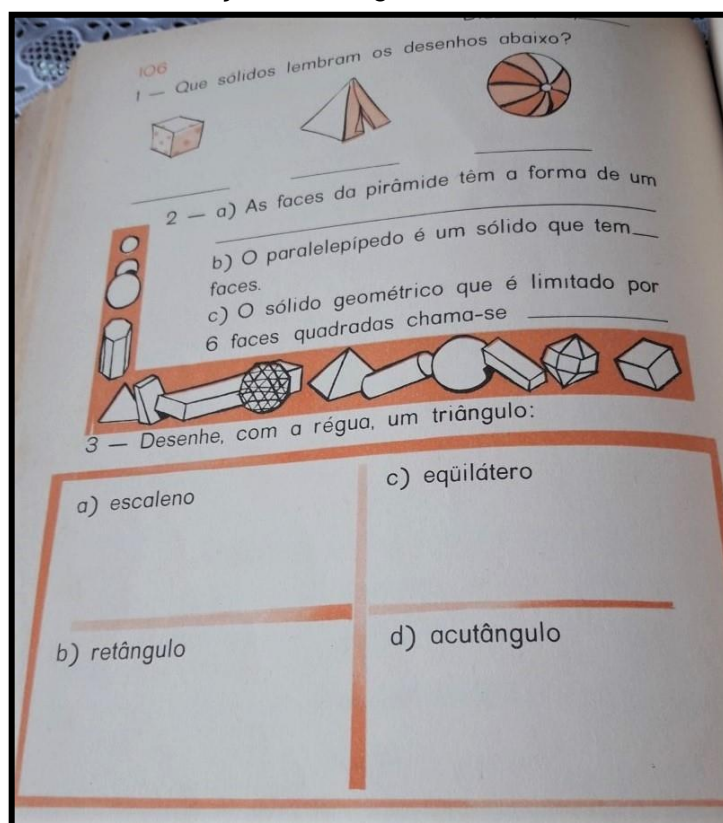 106
1 — Que sólidos lembram os desenhos abaixo?
2 — a) As faces da pirâmide têm a forma de um
b) O paralelepípedo é um sólido que tem
faces.
c) O sólido geométrico que é limitado por
6 faces quadradas chama-se
3 — Desenhe, com a régua, um triângulo:
a) escaleno
c) eqüilátero
b) retângulo
d) acutângulo